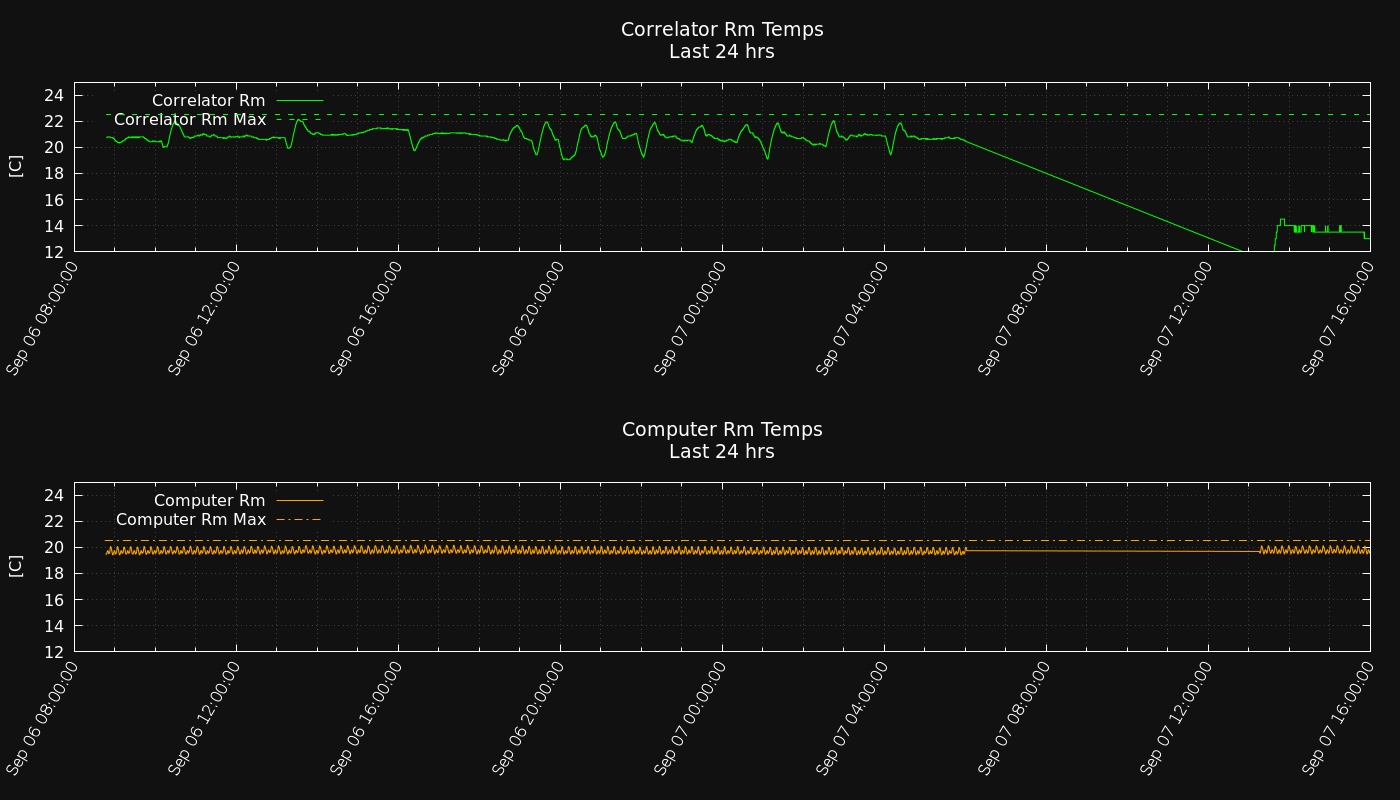 Correlator Rm Temps
Last 24 hrs
Correlator Rm
Correlator Rm Max
[C]
24
22
20
18
16
14
12
Sep 06 08:00:00
Sep 06 12:00:00
Sep 06 16:00:00
Sep 06 20:00:00
Sep 07 00:00:00
Sep 07 04:00:00
Sep 07 08:00:00
Sep 07 12:00:00
Sep 07 16:00:00
Computer Rm Temps
Last 24 hrs
Computer Rm
Computer Rm Max
[C]
24
22
20
18
16
14
12
Sep 06 08:00:00
Sep 06 12:00:00
Sep 06 16:00:00
Sep 06 20:00:00
Sep 07 00:00:00
Sep 07 04:00:00
Sep 07 08:00:00
Sep 07 12:00:00
Sep 07 16:00:00